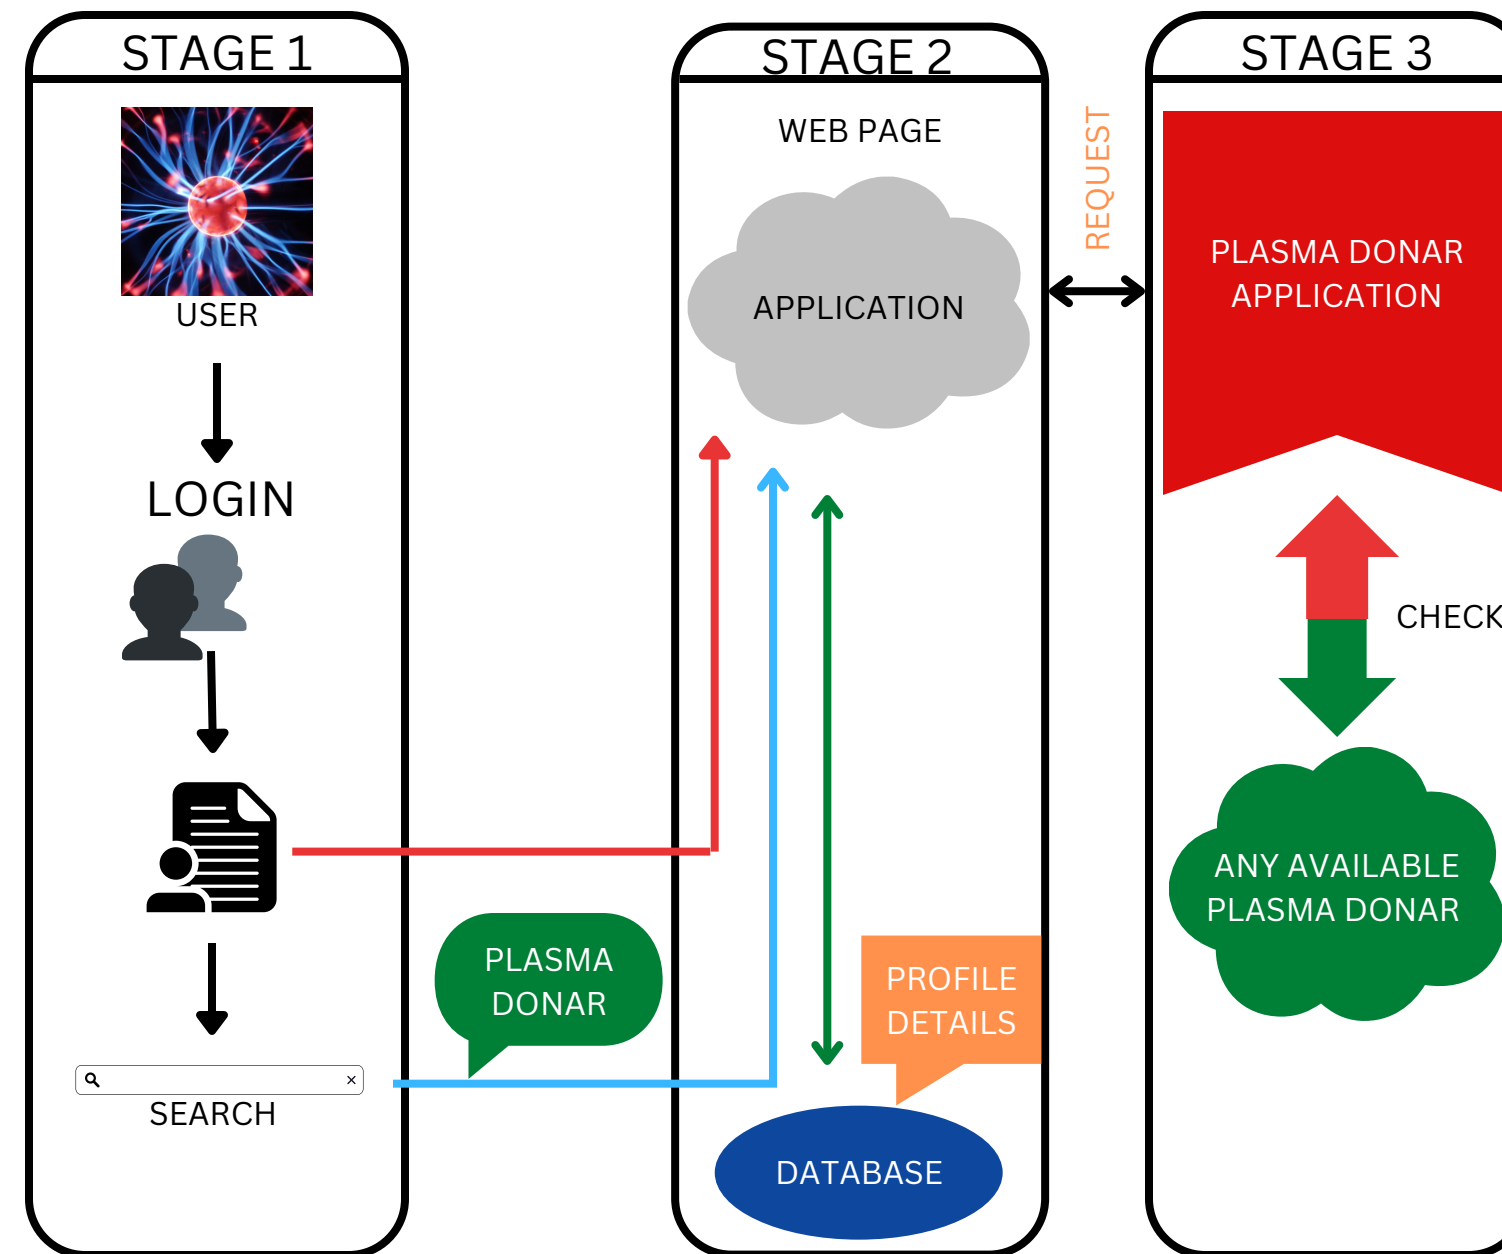 STAGE 1
USER
LOGIN
×
SEARCH
PLASMA
DONAR
STAGE 2
WEB PAGE
APPLICATION
PROFILE
DETAILS
DATABASE
REQUEST
STAGE 3
PLASMA DONAR
APPLICATION
CHECK
ANY AVAILABLE
PLASMA DONAR